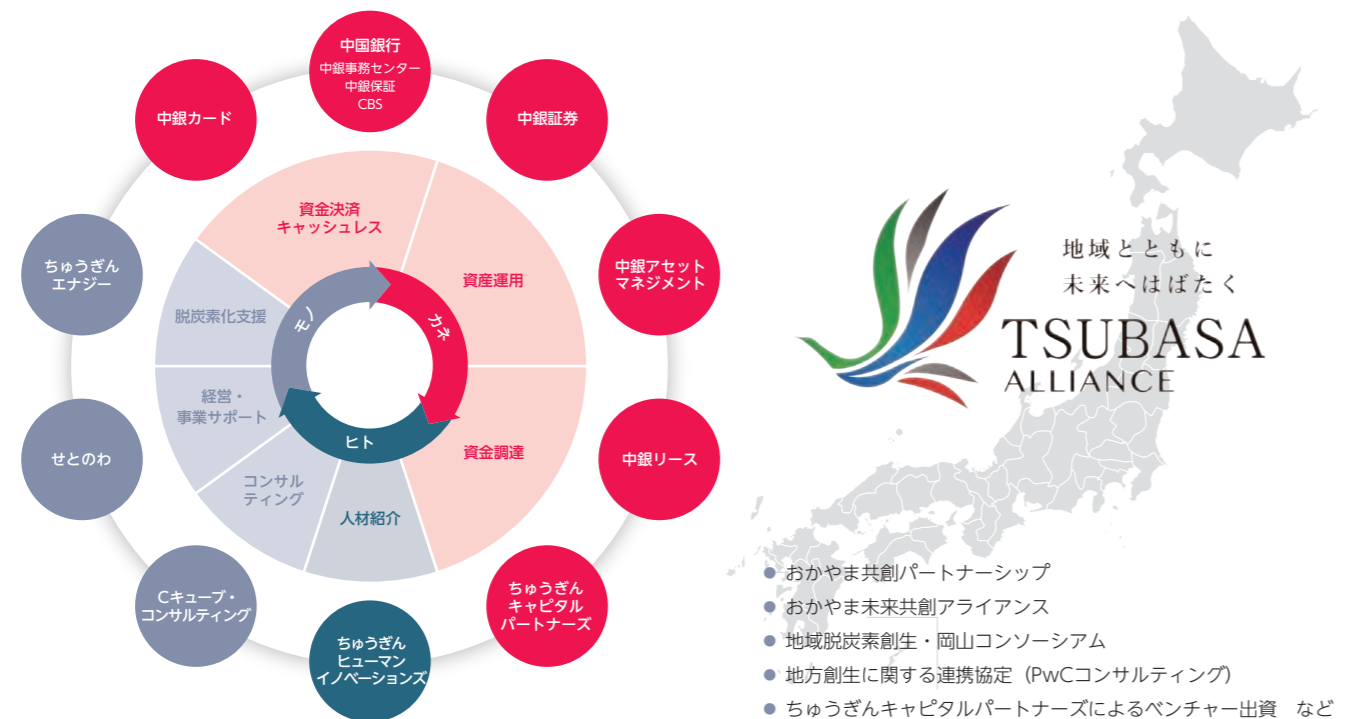 中国銀行
中銀事務センター
中銀保証
CBS
中銀証券
中銀アセット
マネジメント
中銀リース
ちゅうぎん
キャピタル
パートナーズ
ちゅうぎん
ヒューマン
イノベーションズ
Cキューブ・
コンサルティング
せとのわ
ちゅうぎん
エナジー
中銀カード
資金決済
キャッシュレス
資産運用
資金調達
人材紹介
コンサル
ティング
経営・
事業サポート
脱炭素化支援
モノ
カネ
ヒト
地域とともに
未来へはばたく
TSUBASA
ALLIANCE
● おかやま共創パートナーシップ
● おかやま未来共創アライアンス
● 地域脱炭素創生・岡山コンソーシアム
● 地方創生に関する連携協定（PwCコンサルティング）
● ちゅうぎんキャピタルパートナーズによるベンチャー出資　など